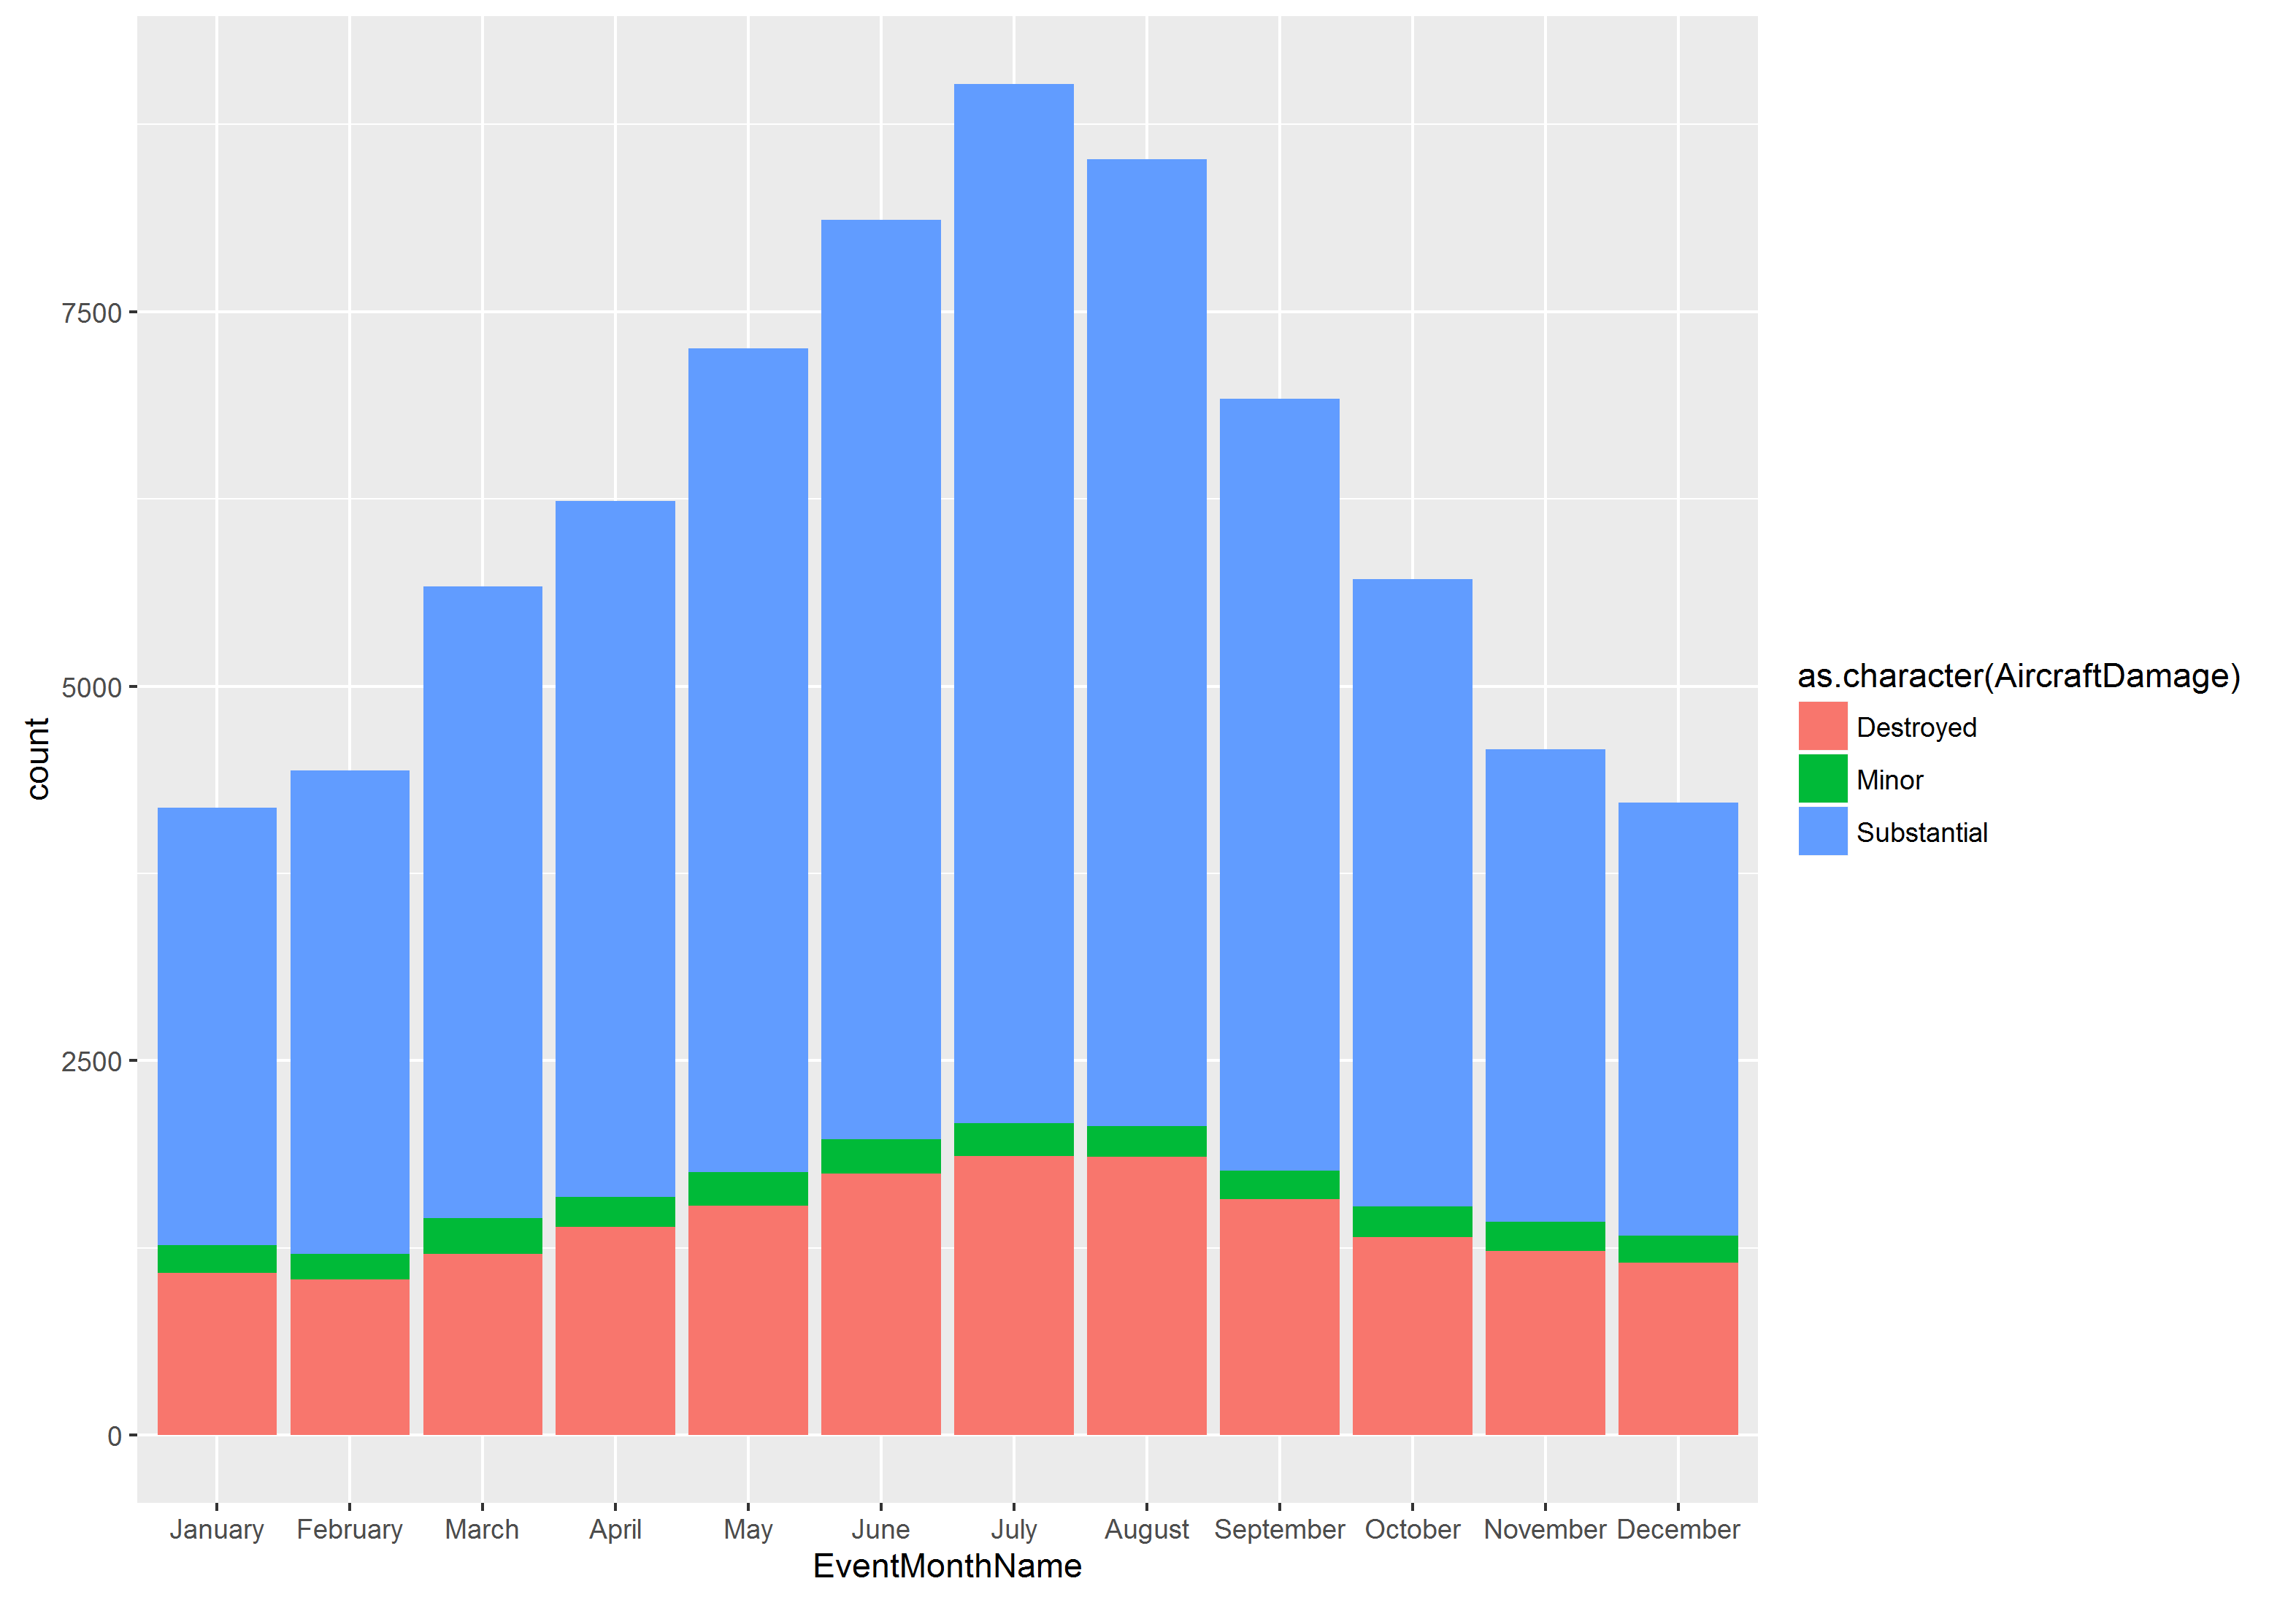 count
7500
5000
2500
0
January February March April May June July August September October November December
EventMonthName
as.character(AircraftDamage)
Destroyed
Minor
Substantial